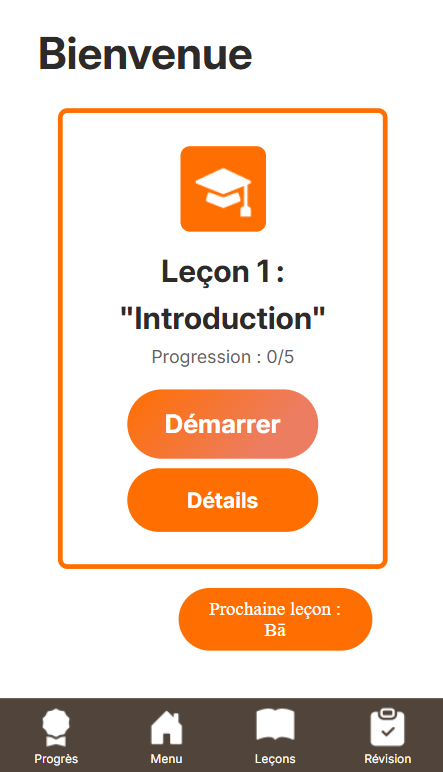 Bienvenue
Leçon 1 :
"Introduction"
Progression : 0/5
Démarrer
Détails
Prochaine leçon :
Bā
Progrès
Menu
Leçons
Révision